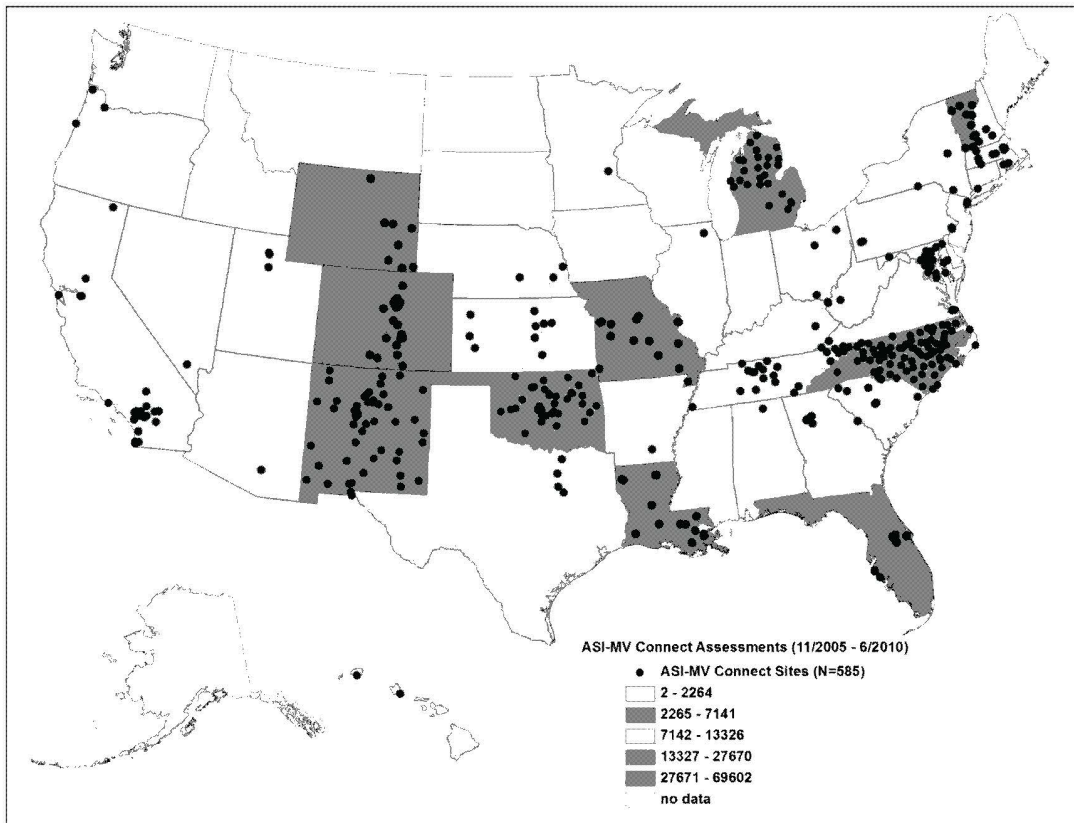 ASI-MV Connect Assessments (11/2005 - 6/2010)
ASI-MV Connect Sites (N=585)
2 - 2264
2265 - 7141
7142 - 13326
13327 - 27670
27671 - 69602
no data